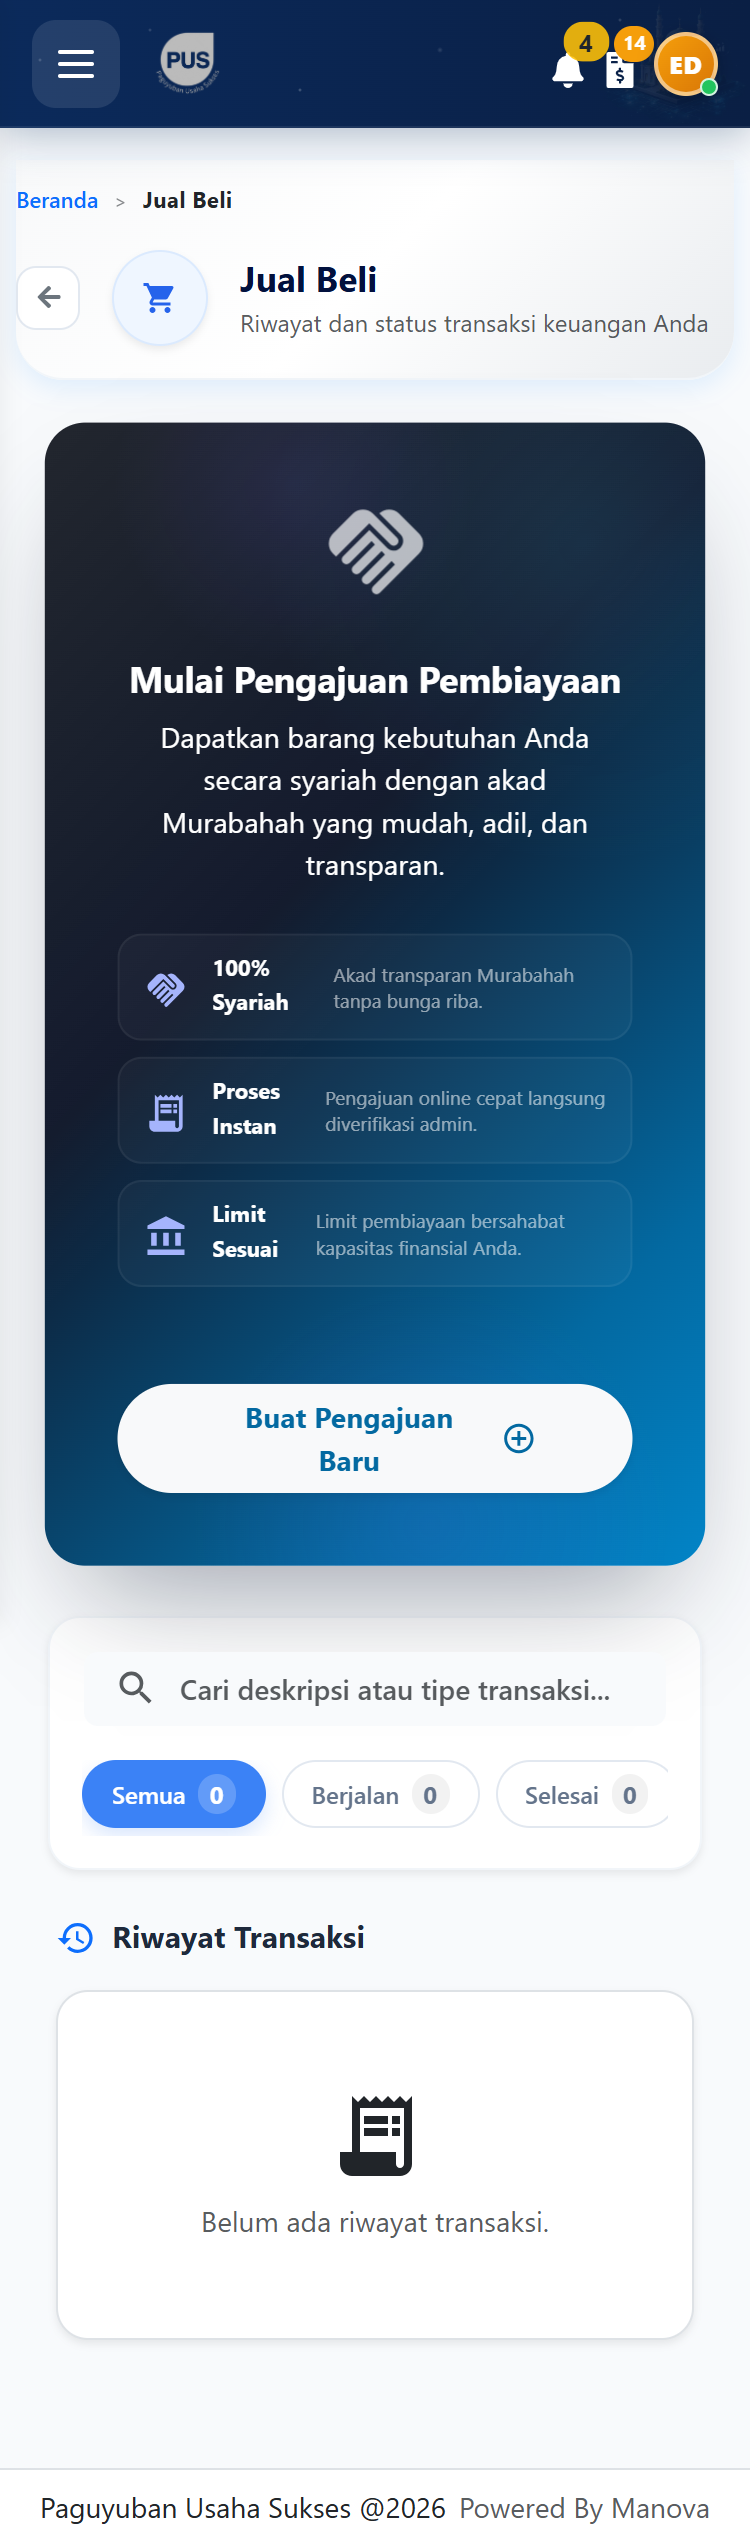 PUS
Paguyuban Usaha Sukses
4
14
$
ED
Beranda > Jual Beli
Jual Beli
Riwayat dan status transaksi keuangan Anda
Mulai Pengajuan Pembiayaan
Dapatkan barang kebutuhan Anda
secara syariah dengan akad
Murabahah yang mudah, adil, dan
transparan.
100%
Syariah
Akad transparan Murabahah
tanpa bunga riba.
Proses
Instan
Pengajuan online cepat langsung
diverifikasi admin.
Limit
Sesuai
Limit pembiayaan bersahabat
kapasitas finansial Anda.
Buat Pengajuan
Baru
Cari deskripsi atau tipe transaksi...
Semua 0
Berjalan 0
Selesai 0
Riwayat Transaksi
Belum ada riwayat transaksi.
Paguyuban Usaha Sukses @2026 Powered By Manova